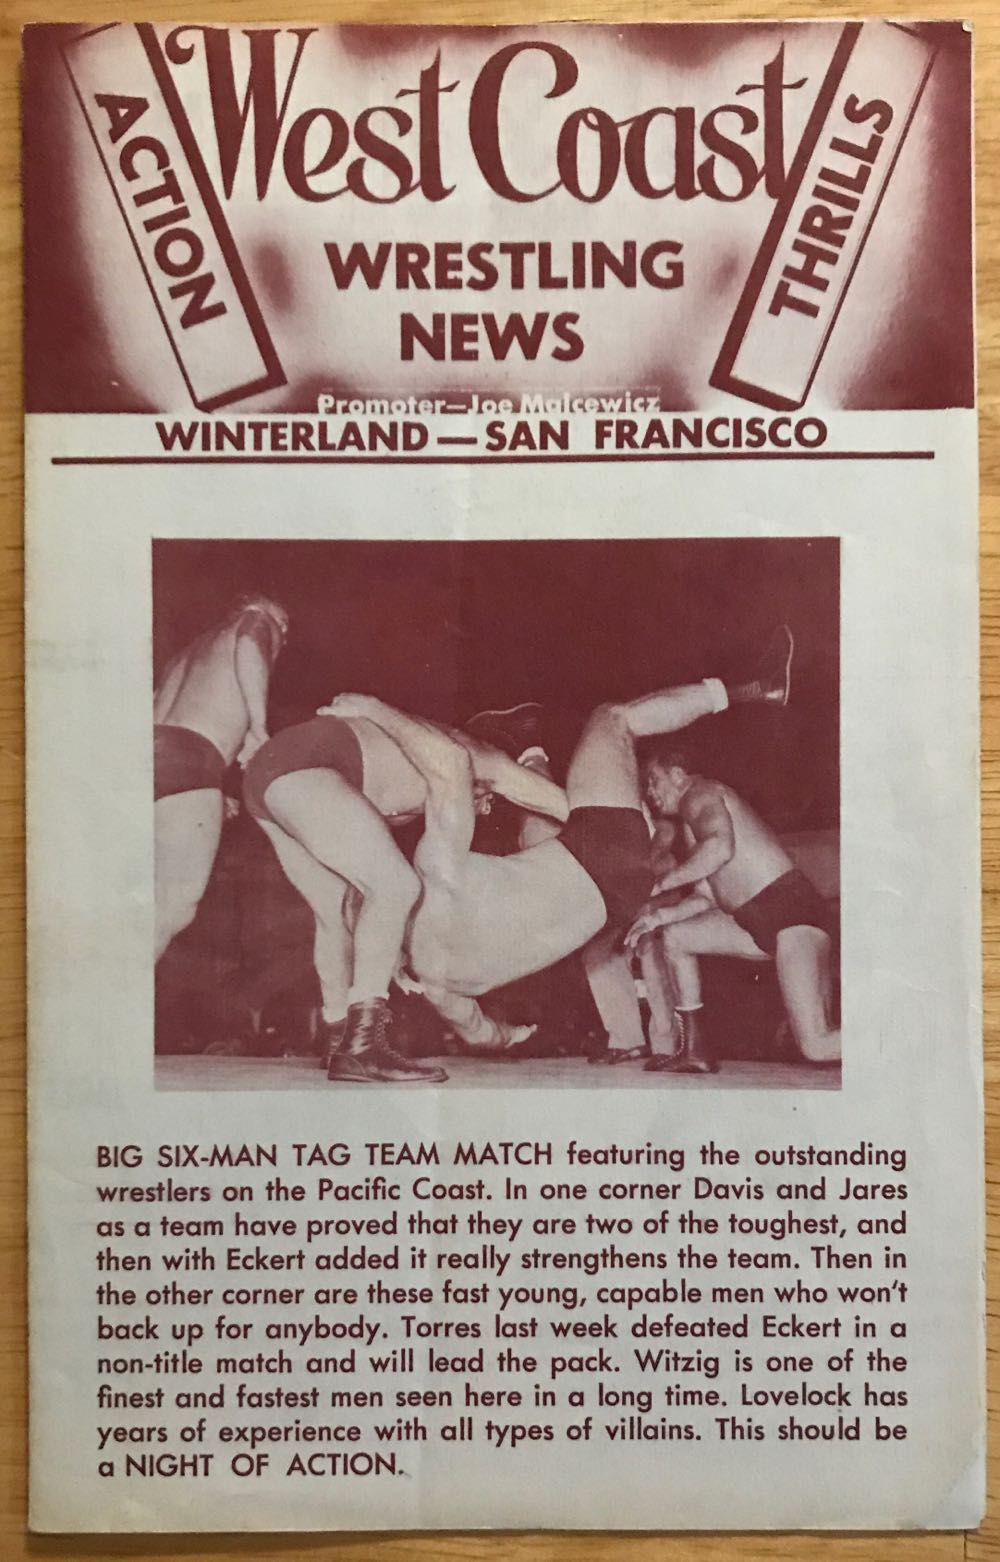 ACTION
West Coast
THRILLS
WRESTLING
NEWS
Promoter—Joe Malcewicz
WINTERLAND — SAN FRANCISCO
BIG SIX-MAN TAG TEAM MATCH featuring the outstanding
wrestlers on the Pacific Coast. In one corner Davis and Jares
as a team have proved that they are two of the toughest, and
then with Eckert added it really strengthens the team. Then in
the other corner are these fast young, capable men who won't
back up for anybody. Torres last week defeated Eckert in a
non-title match and will lead the pack. Witzig is one of the
finest and fastest men seen here in a long time. Lovelock has
years of experience with all types of villains. This should be
a NIGHT OF ACTION.